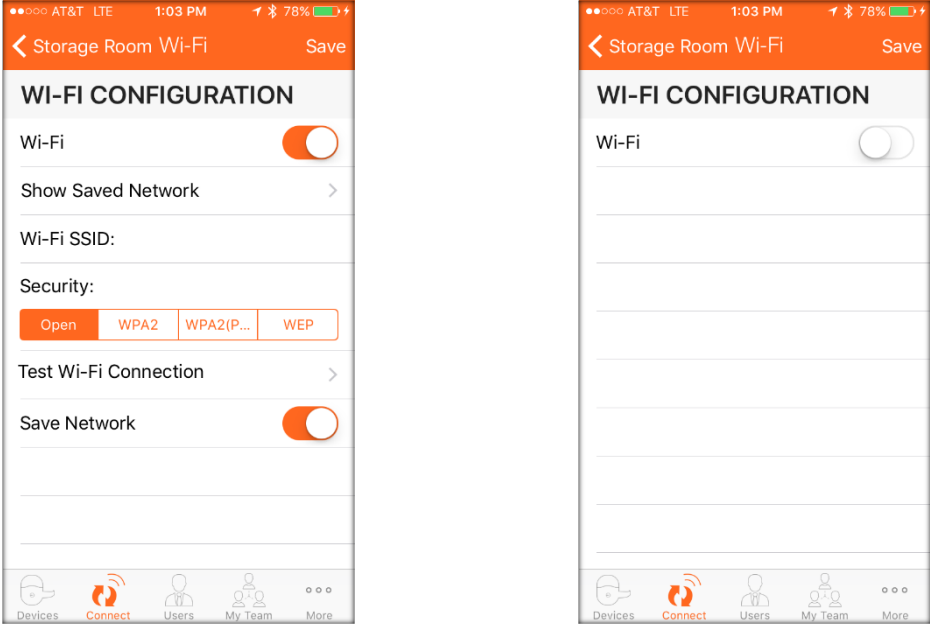 AT&T LTE 1:03 PM 78%
Storage Room Wi-Fi Save
WI-FI CONFIGURATION
Wi-Fi
Show Saved Network
Wi-Fi SSID:
Security:
Open WPA2 WPA2(P... WEP
Test Wi-Fi Connection
Save Network
Devices Connect Users My Team More
AT&T LTE 1:03 PM 78%
Storage Room Wi-Fi Save
WI-FI CONFIGURATION
Wi-Fi
Devices Connect Users My Team More